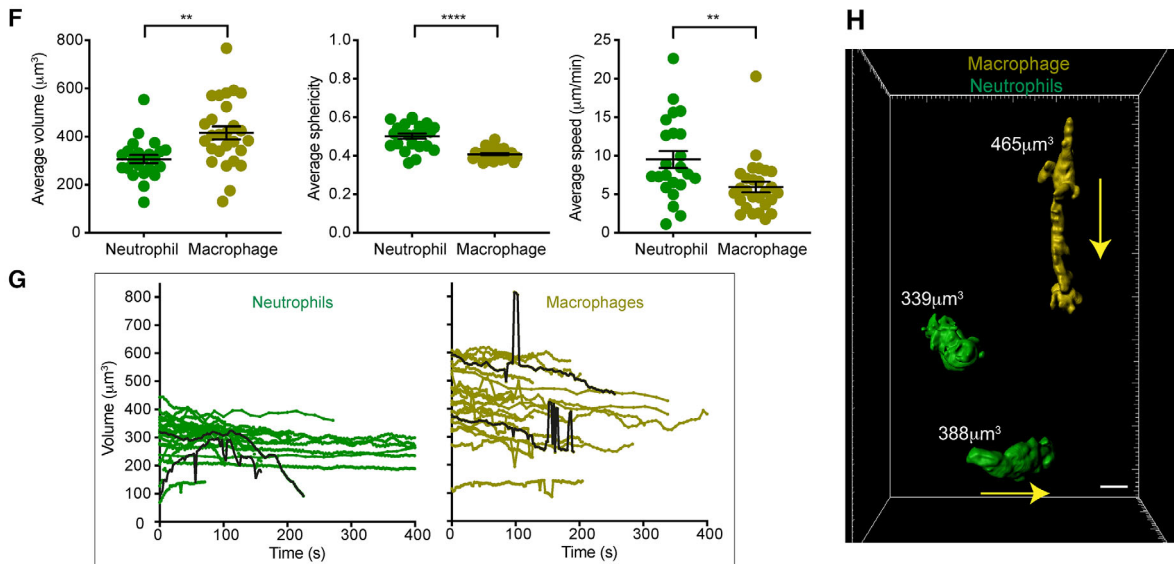 F
**
Average volume (μm³)
800
600
400
200
0
Neutrophil Macrophage
****
Average sphericity
1.0
0.8
0.6
0.4
0.2
0.0
Neutrophil Macrophage
**
Average speed (μm/min)
25
20
15
10
5
0
Neutrophil Macrophage
G
Neutrophils
Volume (μm³)
800
700
600
500
400
300
200
100
0
0 100 200 300 400
Time (s)
Macrophages
0 100 200 300 400
Time (s)
H
Macrophage
Neutrophils
465μm³
339μm³
388μm³